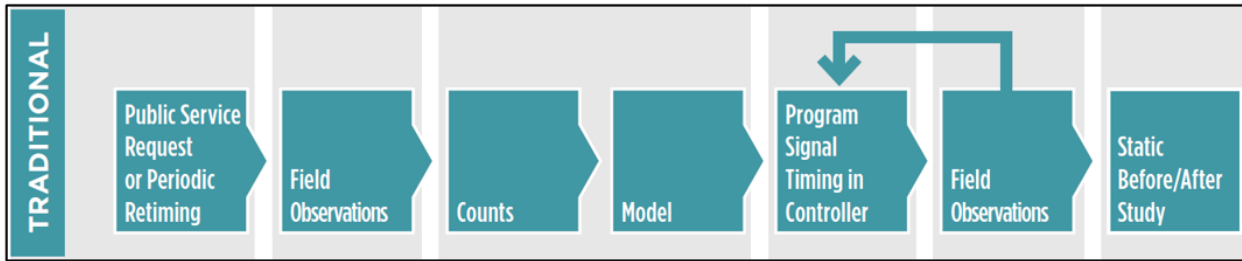 TRADITIONAL
Public Service
Request
or Periodic
Retiming
Field
Observations
Counts
Model
Program
Signal
Timing in
Controller
Field
Observations
Static
Before/After
Study